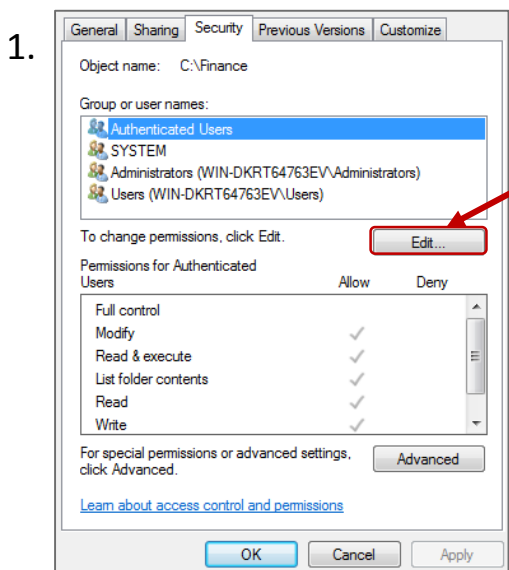 1.
General Sharing Security Previous Versions Customize
Object name: C:\Finance
Group or user names:
Authenticated Users
SYSTEM
Administrators (WIN-DKRT64763EV\Administrators)
Users (WIN-DKRT64763EV\Users)
To change permissions, click Edit.
Edit...
Permissions for Authenticated
Users Allow Deny
Full control
Modify
Read & execute
List folder contents
Read
Write
For special permissions or advanced settings,
click Advanced.
Advanced
Learn about access control and permissions
OK Cancel Apply